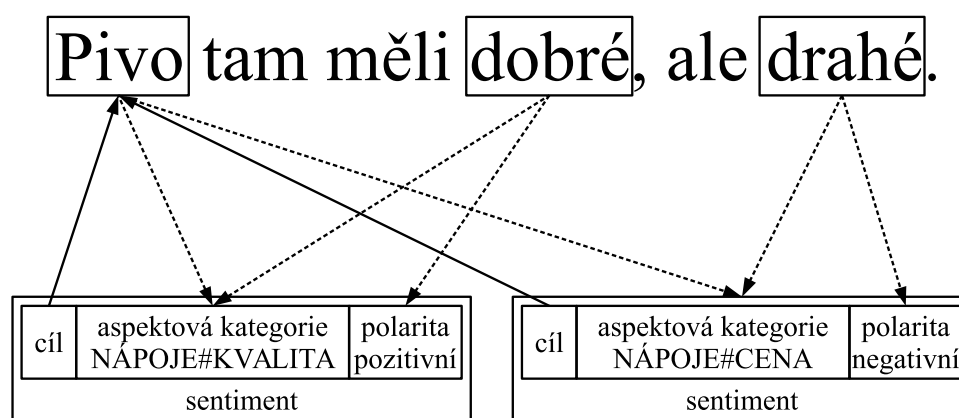 Pivo tam měli dobré, ale drahé.
cíl
aspektová kategorie
NÁPOJE#KVALITA
polarita
pozitivní
sentiment
cíl
aspektová kategorie
NÁPOJE#CENA
polarita
negativní
sentiment